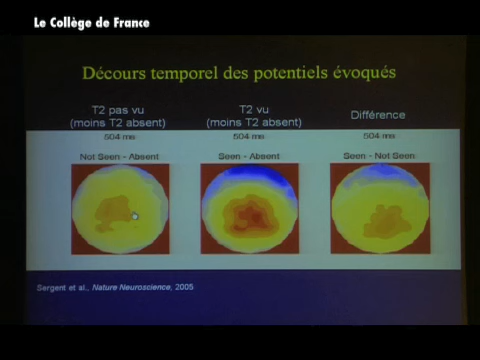 Le Collège de France
Décours temporel des potentiels évoqués
T2 pas vu
(moins T2 absent)
T2 vu
(moins T2 absent)
Différence
504 ms
504 ms
504 ms
Not Seen - Absent
Seen - Absent
Seen - Not Seen
Sergent et al., Nature Neuroscience, 2005